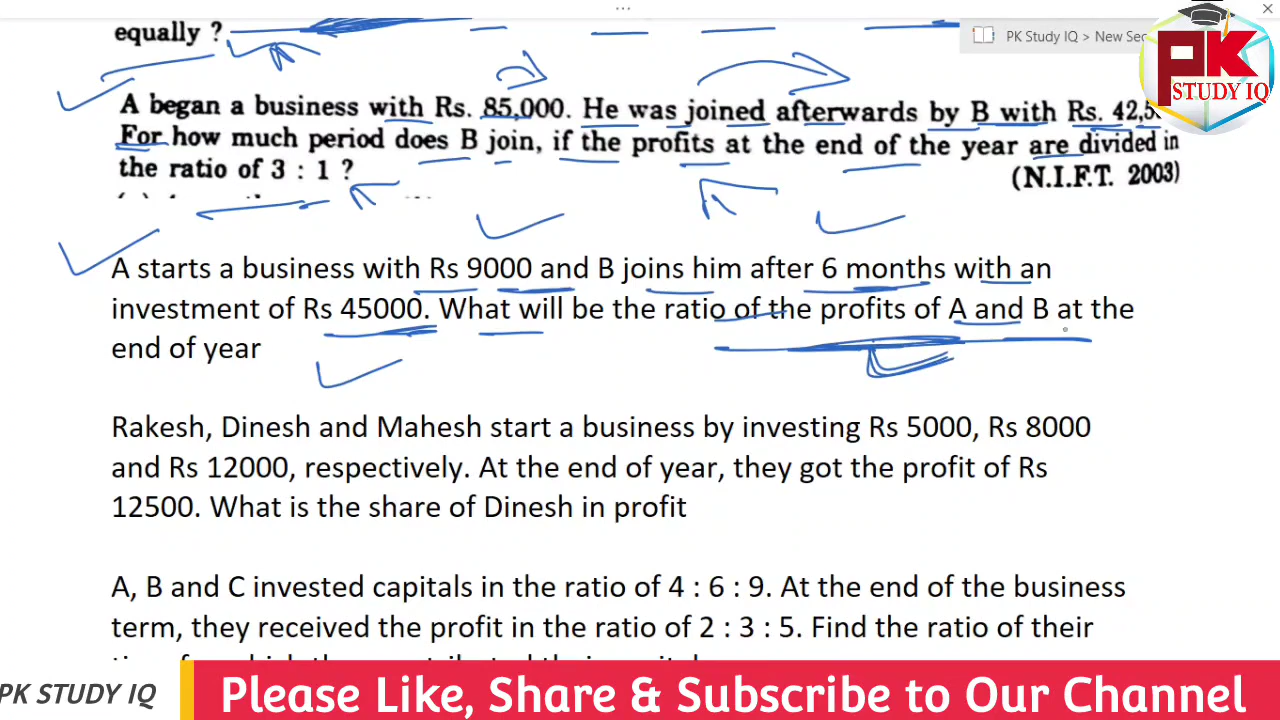 equally ?
PK Study IQ > New Sec
PK
STUDY IQ
A began a business with Rs. 85,000. He was joined afterwards by B with Rs. 42,5
For how much period does B join, if the profits at the end of the year are divided in
the ratio of 3 : 1 ?
(N.I.F.T. 2003)
A starts a business with Rs 9000 and B joins him after 6 months with an
investment of Rs 45000. What will be the ratio of the profits of A and B at the
end of year
Rakesh, Dinesh and Mahesh start a business by investing Rs 5000, Rs 8000
and Rs 12000, respectively. At the end of year, they got the profit of Rs
12500. What is the share of Dinesh in profit
A, B and C invested capitals in the ratio of 4 : 6 : 9. At the end of the business
term, they received the profit in the ratio of 2 : 3 : 5. Find the ratio of their
PK STUDY IQ
Please Like, Share & Subscribe to Our Channel